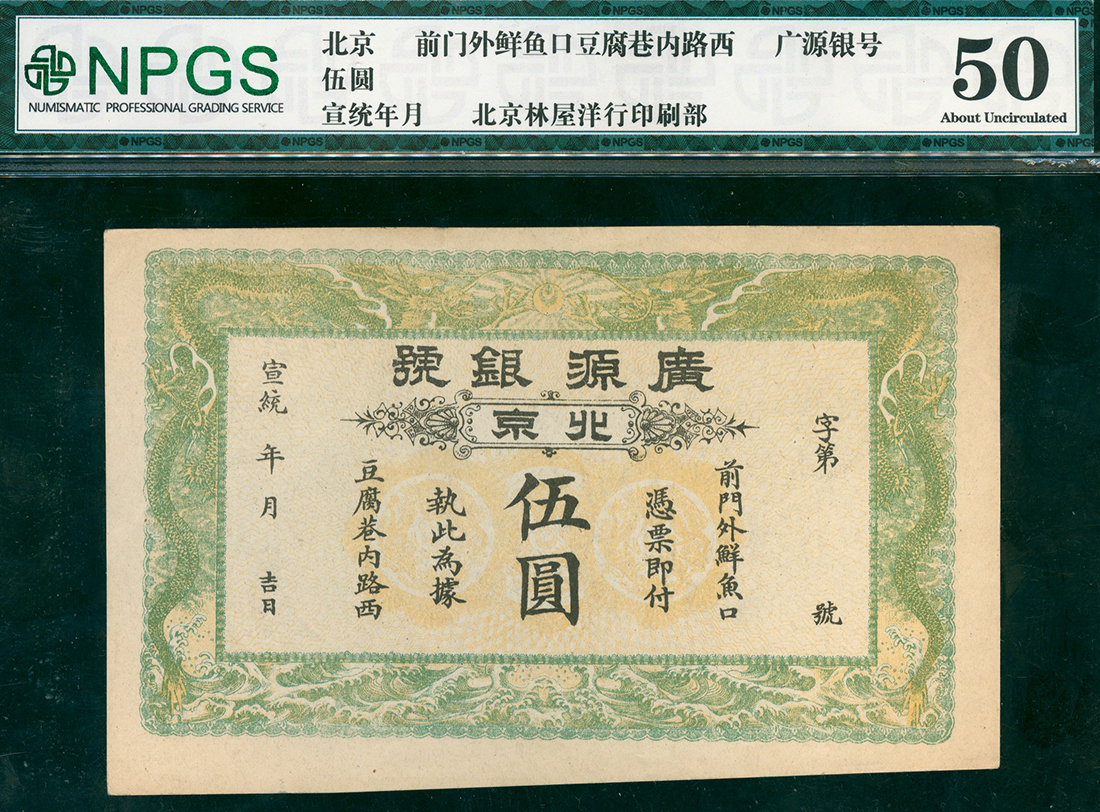 NPGS
NUMISMATIC PROFESSIONAL GRADING SERVICE
北京 前门外鲜鱼口豆腐巷内路西 广源银号
伍圆
宣统年月 北京林屋洋行印刷部
50
About Uncirculated
號銀源廣
京北
字第 號
前門外鮮魚口
憑票即付
伍圓
執此為據
豆腐巷内路西
宣統 年 月 吉日